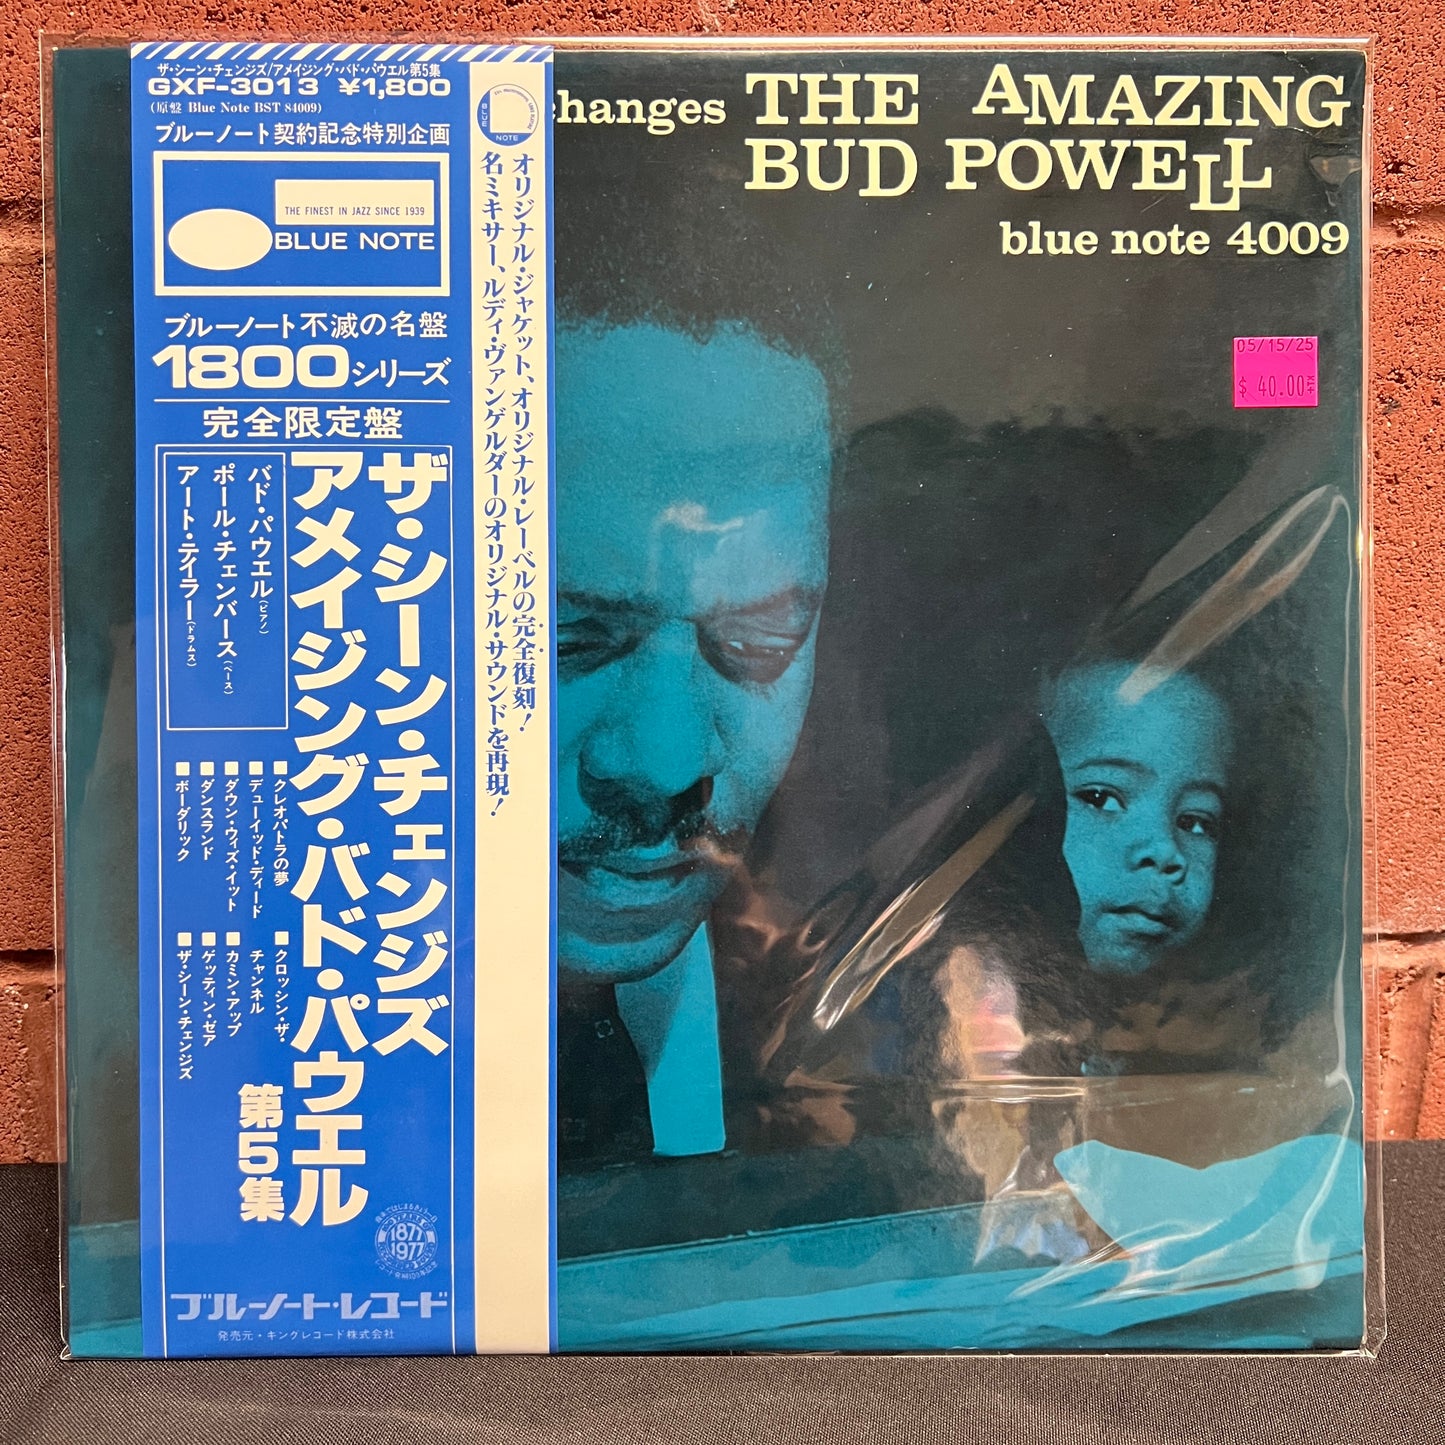 ザ・シーン・チェンジズ/アメイジング・バド・パウエル第5集
GXF-3013 ¥1,800
(原盤 Blue Note BST 84009)
ブルーノート契約記念特別企画
THE FINEST IN JAZZ SINCE 1939
BLUE NOTE
ブルーノート不滅の名盤
1800シリーズ
完全限定盤
ザ・シーン・チェンジズ
アメイジング・バド・パウエル
第5集
バド・パウエル(ピアノ)
ポール・チェンバース(ベース)
アート・テイラー(ドラムス)
■クレオパトラの夢
■デューイッド・ディード
■ダウン・ウィズ・イット
■ダンスランド
■ボーダリック
■クロッシン・ザ・
チャンネル
■カミン・アップ
■ゲッティン・ゼア
■ザ・シーン・チェンジズ
1877
1977
ブルーノート・レコード
発売元・キングレコード株式会社
BLUE
NOTE
オリジナル・ジャケット、オリジナル・レーベルの完全復刻!
名ミキサー、ルディ・ヴァンゲルダーのオリジナル・サウンドを再現!
changes THE AMAZING
BUD POWELL
blue note 4009
05/15/25
$ 40.00